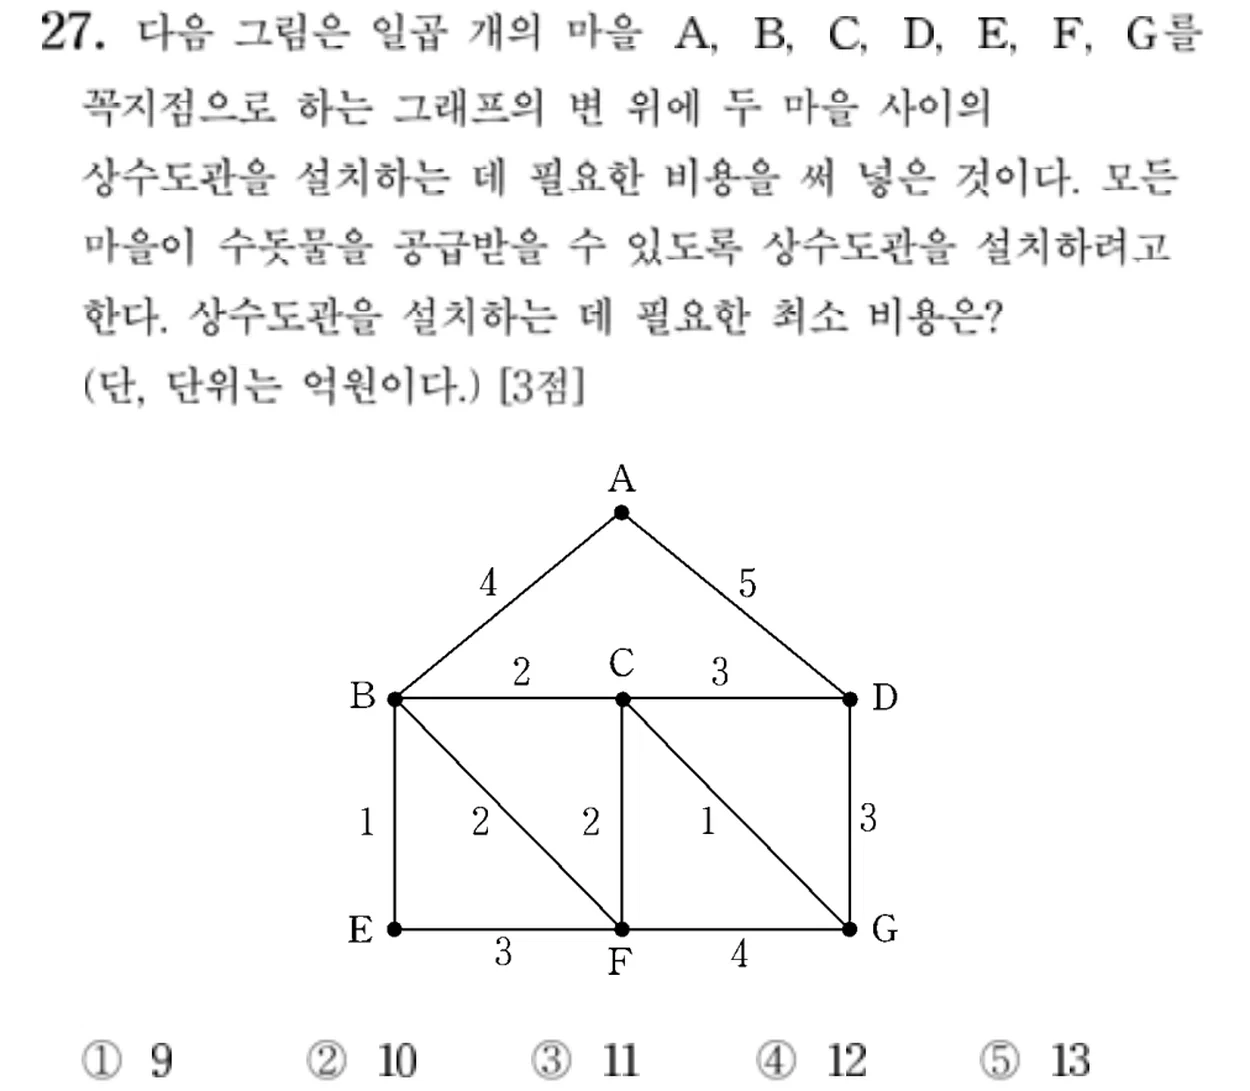 27. 다음 그림은 일곱 개의 마을 A, B, C, D, E, F, G를
꼭지점으로 하는 그래프의 변 위에 두 마을 사이의
상수도관을 설치하는 데 필요한 비용을 써 넣은 것이다. 모든
마을이 수돗물을 공급받을 수 있도록 상수도관을 설치하려고
한다. 상수도관을 설치하는 데 필요한 최소 비용은?
(단, 단위는 억원이다.) [3점]
A
4 5
B 2 C 3 D
1 2 2 1 3
E 3 F 4 G
① 9 ② 10 ③ 11 ④ 12 ⑤ 13